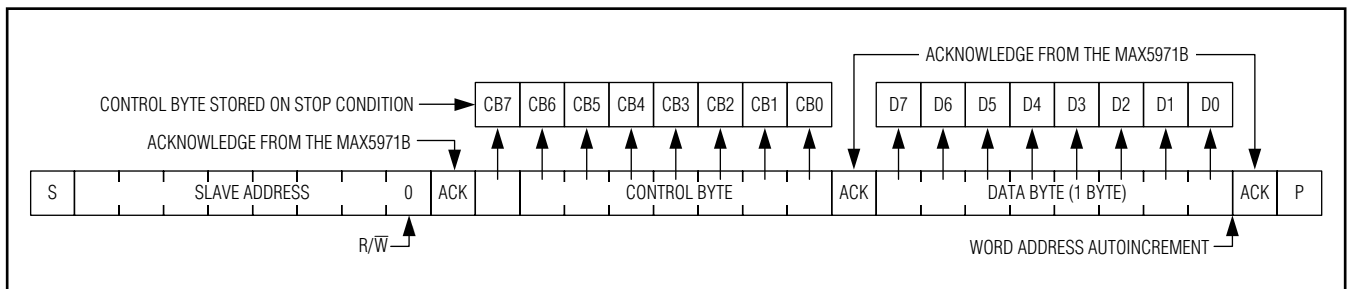 ACKNOWLEDGE FROM THE MAX5971B
CONTROL BYTE STORED ON STOP CONDITION CB7 CB6 CB5 CB4 CB3 CB2 CB1 CB0 D7 D6 D5 D4 D3 D2 D1 D0
ACKNOWLEDGE FROM THE MAX5971B
S SLAVE ADDRESS 0 ACK CONTROL BYTE ACK DATA BYTE (1 BYTE) ACK P
R/W̅ WORD ADDRESS AUTOINCREMENT